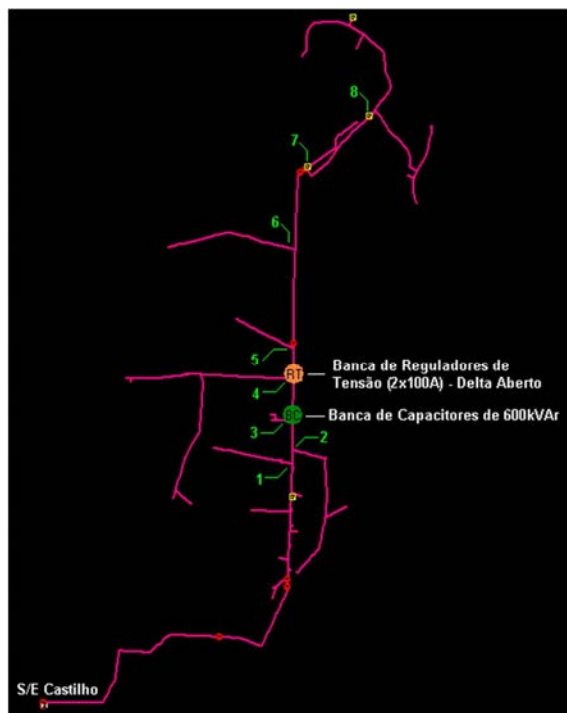 8
7
6
5
RT
Banca de Reguladores de
Tensão (2x100A) - Delta Aberto
4
BC
Banca de Capacitores de 600kVAr
3
2
1
S/E Castilho